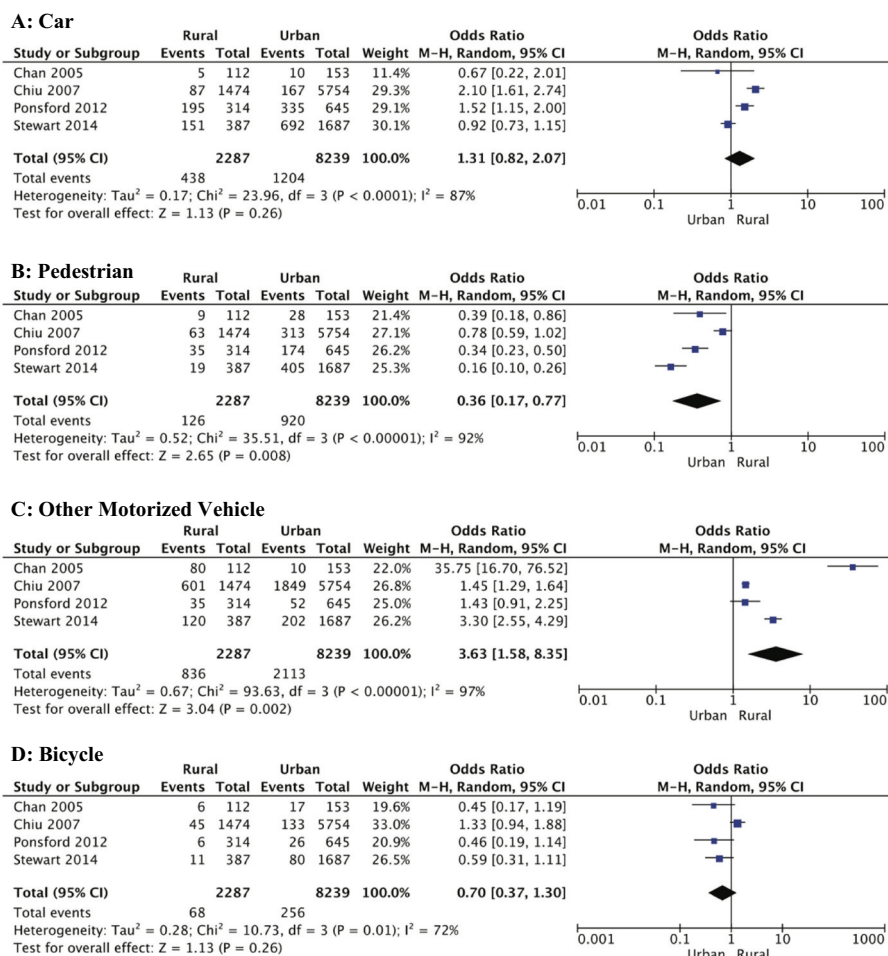 A: Car
Rural Urban Odds Ratio Odds Ratio
Study or Subgroup Events Total Events Total Weight M-H, Random, 95% CI M-H, Random, 95% CI
Chan 2005 5 112 10 153 11.4% 0.67 [0.22, 2.01]
Chiu 2007 87 1474 167 5754 29.3% 2.10 [1.61, 2.74]
Ponsford 2012 195 314 335 645 29.1% 1.52 [1.15, 2.00]
Stewart 2014 151 387 692 1687 30.1% 0.92 [0.73, 1.15]
Total (95% CI) 2287 8239 100.0% 1.31 [0.82, 2.07]
Total events 438 1204
Heterogeneity: Tau² = 0.17; Chi² = 23.96, df = 3 (P < 0.0001); I² = 87%
Test for overall effect: Z = 1.13 (P = 0.26)
0.01 0.1 1 10 100
Urban Rural
B: Pedestrian
Rural Urban Odds Ratio Odds Ratio
Study or Subgroup Events Total Events Total Weight M-H, Random, 95% CI M-H, Random, 95% CI
Chan 2005 9 112 28 153 21.4% 0.39 [0.18, 0.86]
Chiu 2007 63 1474 313 5754 27.1% 0.78 [0.59, 1.02]
Ponsford 2012 35 314 174 645 26.2% 0.34 [0.23, 0.50]
Stewart 2014 19 387 405 1687 25.3% 0.16 [0.10, 0.26]
Total (95% CI) 2287 8239 100.0% 0.36 [0.17, 0.77]
Total events 126 920
Heterogeneity: Tau² = 0.52; Chi² = 35.51, df = 3 (P < 0.00001); I² = 92%
Test for overall effect: Z = 2.65 (P = 0.008)
0.01 0.1 1 10 100
Urban Rural
C: Other Motorized Vehicle
Rural Urban Odds Ratio Odds Ratio
Study or Subgroup Events Total Events Total Weight M-H, Random, 95% CI M-H, Random, 95% CI
Chan 2005 80 112 10 153 22.0% 35.75 [16.70, 76.52]
Chiu 2007 601 1474 1849 5754 26.8% 1.45 [1.29, 1.64]
Ponsford 2012 35 314 52 645 25.0% 1.43 [0.91, 2.25]
Stewart 2014 120 387 202 1687 26.2% 3.30 [2.55, 4.29]
Total (95% CI) 2287 8239 100.0% 3.63 [1.58, 8.35]
Total events 836 2113
Heterogeneity: Tau² = 0.67; Chi² = 93.63, df = 3 (P < 0.00001); I² = 97%
Test for overall effect: Z = 3.04 (P = 0.002)
0.01 0.1 1 10 100
Urban Rural
D: Bicycle
Rural Urban Odds Ratio Odds Ratio
Study or Subgroup Events Total Events Total Weight M-H, Random, 95% CI M-H, Random, 95% CI
Chan 2005 6 112 17 153 19.6% 0.45 [0.17, 1.19]
Chiu 2007 45 1474 133 5754 33.0% 1.33 [0.94, 1.88]
Ponsford 2012 6 314 26 645 20.9% 0.46 [0.19, 1.14]
Stewart 2014 11 387 80 1687 26.5% 0.59 [0.31, 1.11]
Total (95% CI) 2287 8239 100.0% 0.70 [0.37, 1.30]
Total events 68 256
Heterogeneity: Tau² = 0.28; Chi² = 10.73, df = 3 (P = 0.01); I² = 72%
Test for overall effect: Z = 1.13 (P = 0.26)
0.001 0.1 1 10 1000
Urban Rural